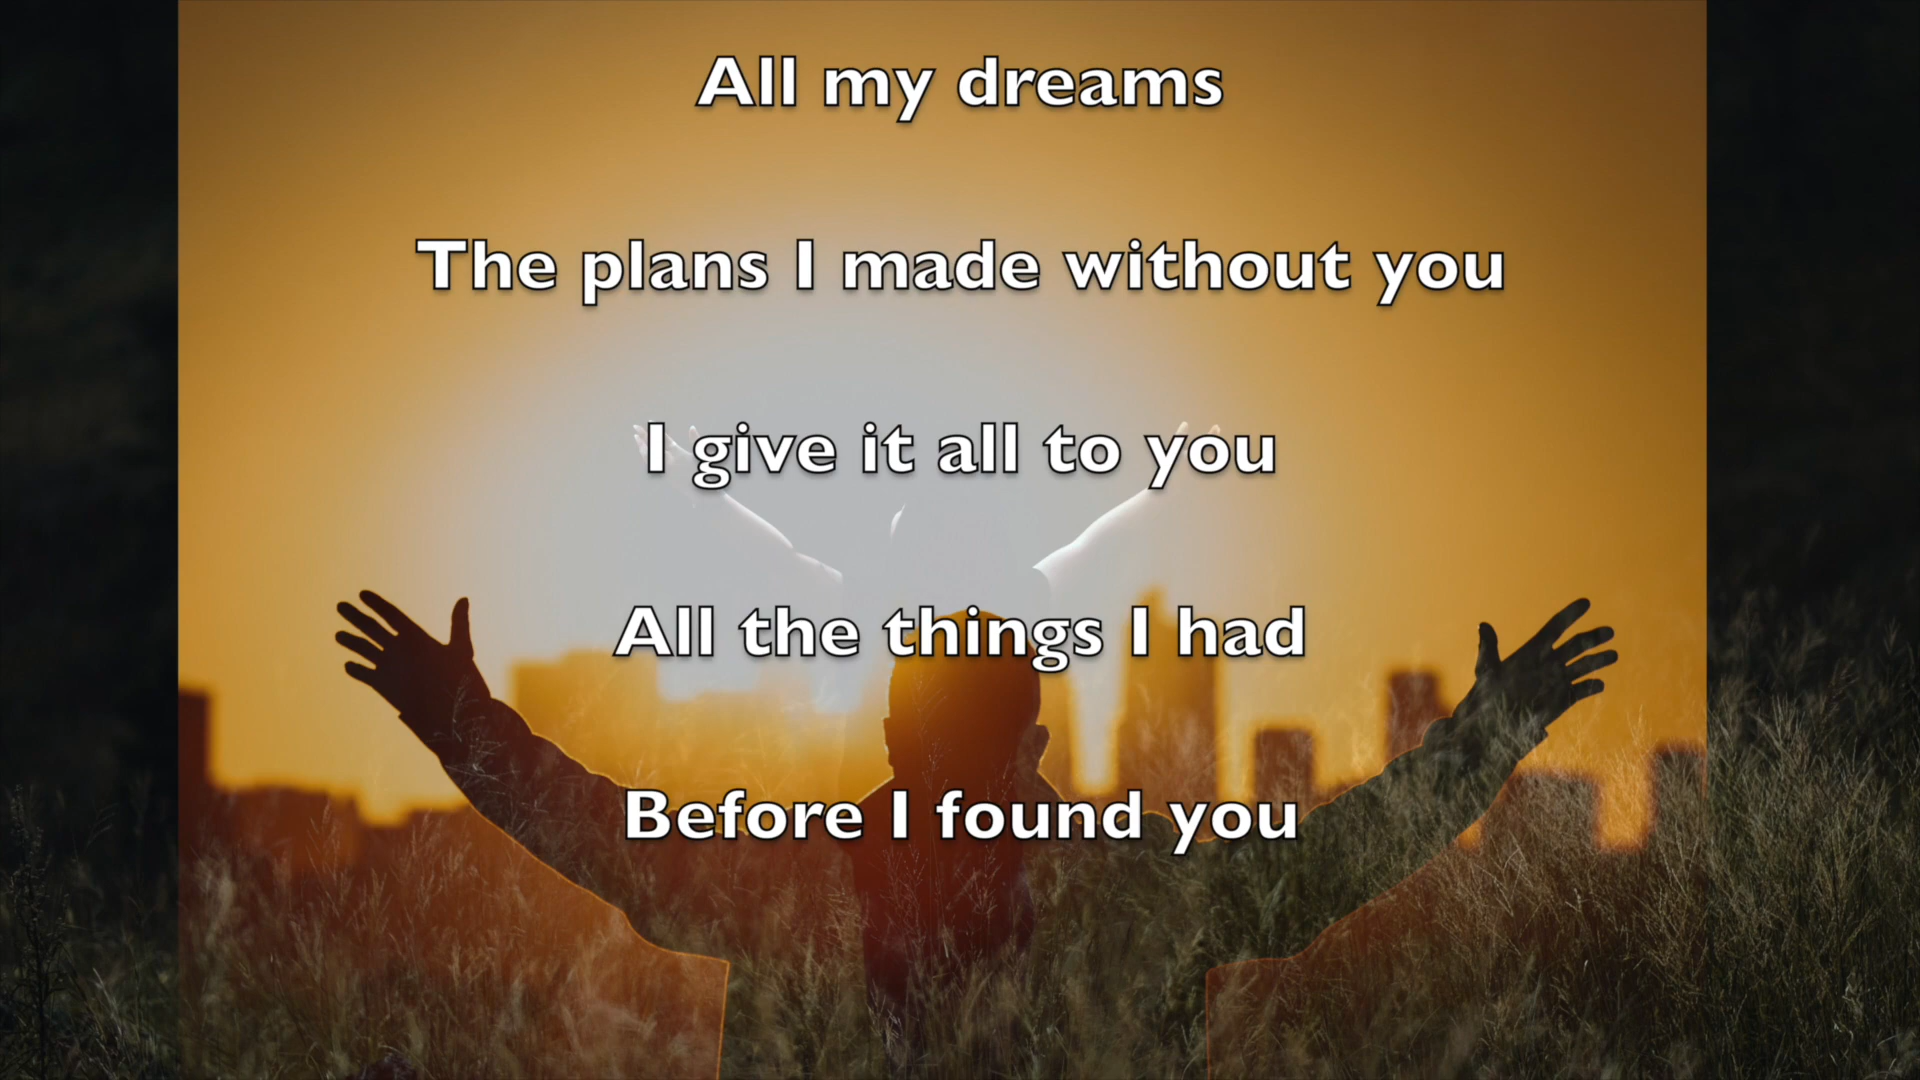 All my dreams
The plans I made without you
I give it all to you
All the things I had
Before I found you